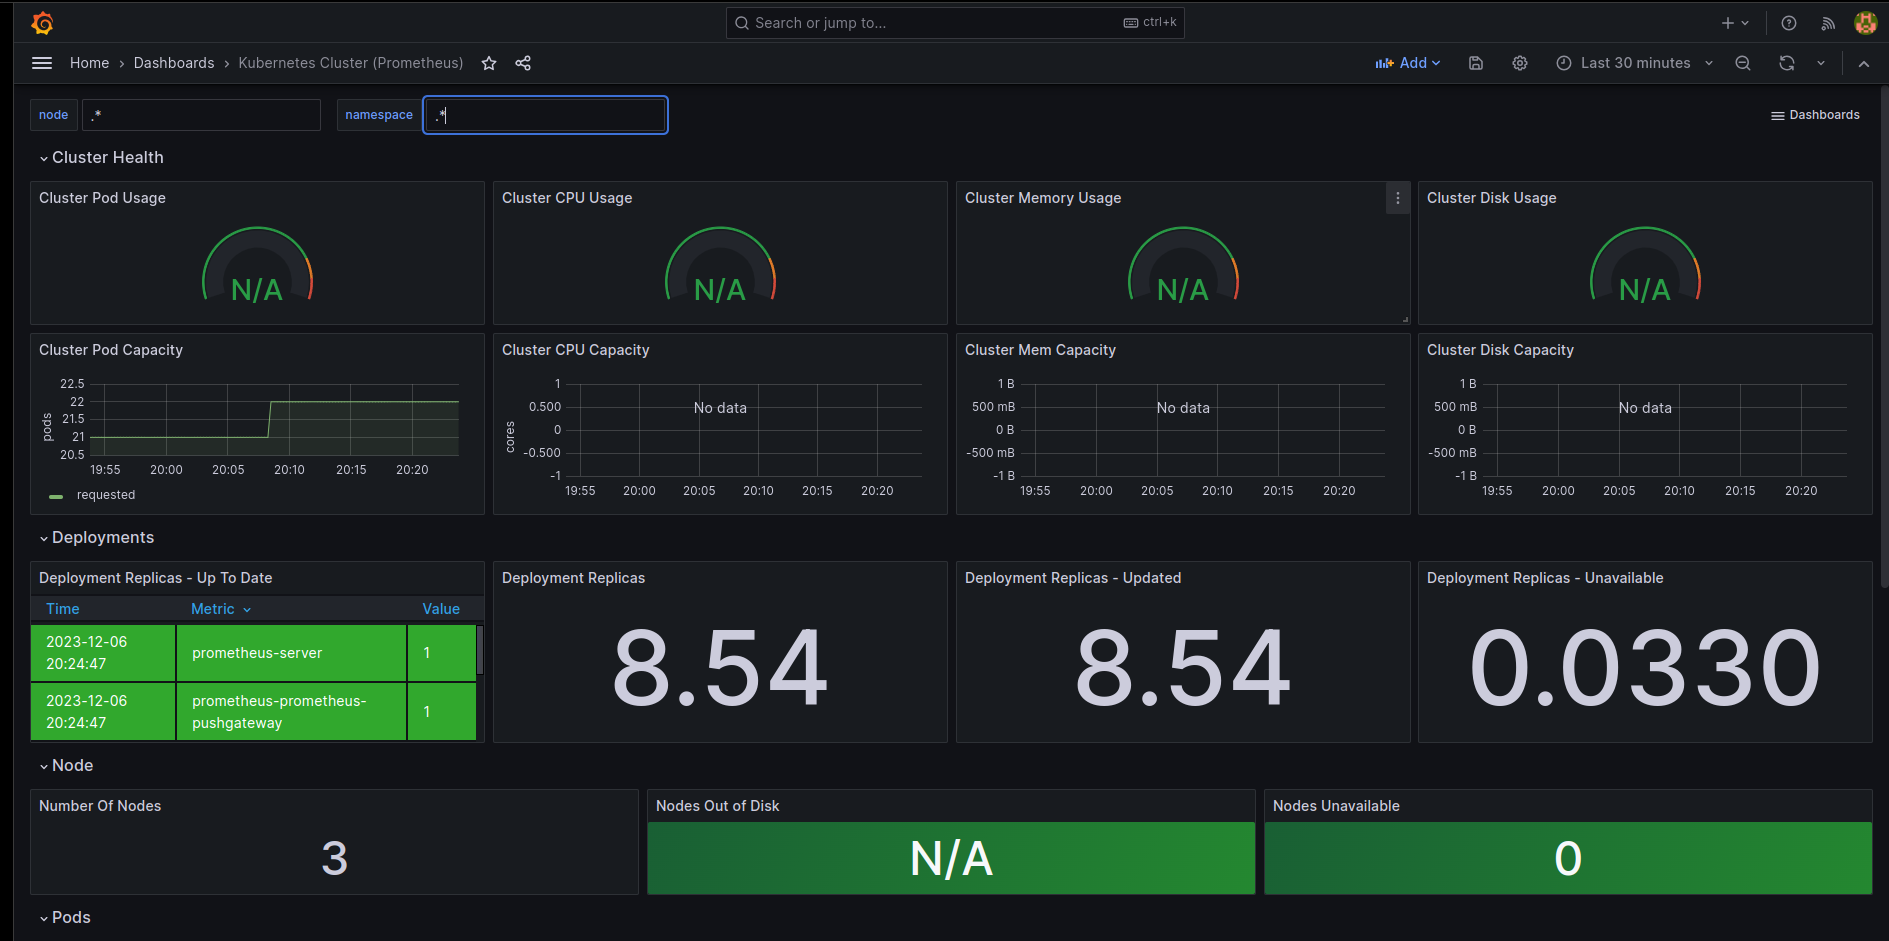 Search or jump to...
ctrl+k
Home › Dashboards › Kubernetes Cluster (Prometheus)
Add
Last 30 minutes
node
.*
namespace
.*
Dashboards
Cluster Health
Cluster Pod Usage
N/A
Cluster CPU Usage
N/A
Cluster Memory Usage
N/A
Cluster Disk Usage
N/A
Cluster Pod Capacity
pods
22.5
22
21.5
21
20.5
19:55 20:00 20:05 20:10 20:15 20:20
requested
Cluster CPU Capacity
cores
1
0.500
0
-0.500
-1
No data
19:55 20:00 20:05 20:10 20:15 20:20
Cluster Mem Capacity
1 B
500 mB
0 B
-500 mB
-1 B
No data
19:55 20:00 20:05 20:10 20:15 20:20
Cluster Disk Capacity
1 B
500 mB
0 B
-500 mB
-1 B
No data
19:55 20:00 20:05 20:10 20:15 20:20
Deployments
Deployment Replicas - Up To Date
Time Metric Value
2023-12-06
20:24:47
prometheus-server
1
2023-12-06
20:24:47
prometheus-prometheus-
pushgateway
1
Deployment Replicas
8.54
Deployment Replicas - Updated
8.54
Deployment Replicas - Unavailable
0.0330
Node
Number Of Nodes
3
Nodes Out of Disk
N/A
Nodes Unavailable
0
Pods